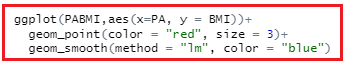 ggplot(PABMI,aes(x=PA, y = BMI))+
  geom_point(color = "red", size = 3)+
  geom_smooth(method = "lm", color = "blue")